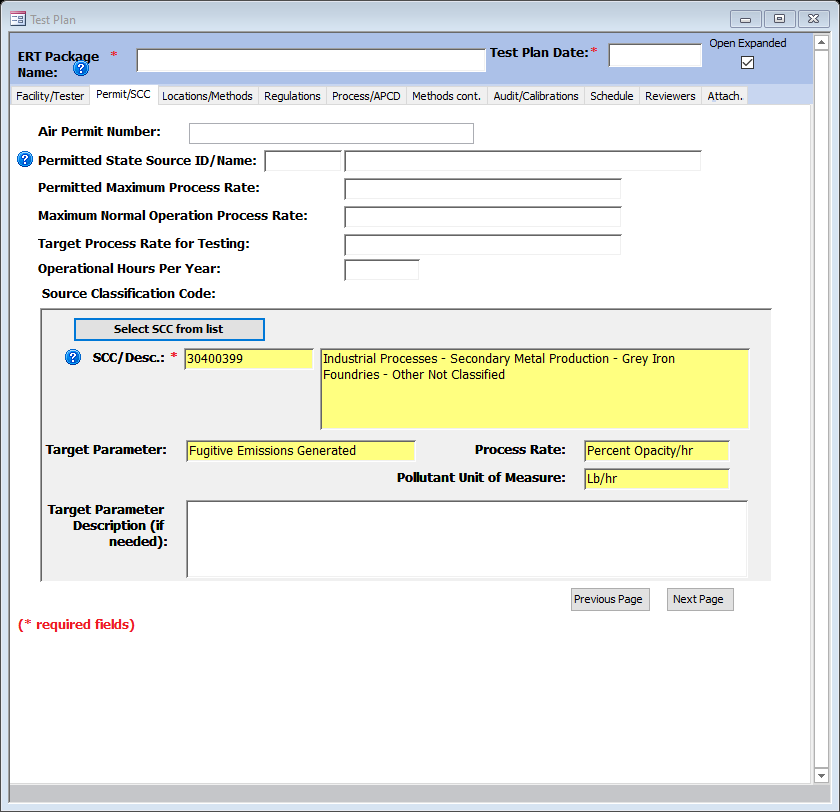 Test Plan
ERT Package *
Name: ?
Test Plan Date:*
Open Expanded
Facility/Tester Permit/SCC Locations/Methods Regulations Process/APCD Methods cont. Audit/Calibrations Schedule Reviewers Attach.
Air Permit Number:
? Permitted State Source ID/Name:
Permitted Maximum Process Rate:
Maximum Normal Operation Process Rate:
Target Process Rate for Testing:
Operational Hours Per Year:
Source Classification Code:
Select SCC from list
? SCC/Desc.: * 30400399
Industrial Processes - Secondary Metal Production - Grey Iron
Foundries - Other Not Classified
Target Parameter: Fugitive Emissions Generated Process Rate: Percent Opacity/hr
Pollutant Unit of Measure: Lb/hr
Target Parameter
Description (if
needed):
Previous Page Next Page
(* required fields)